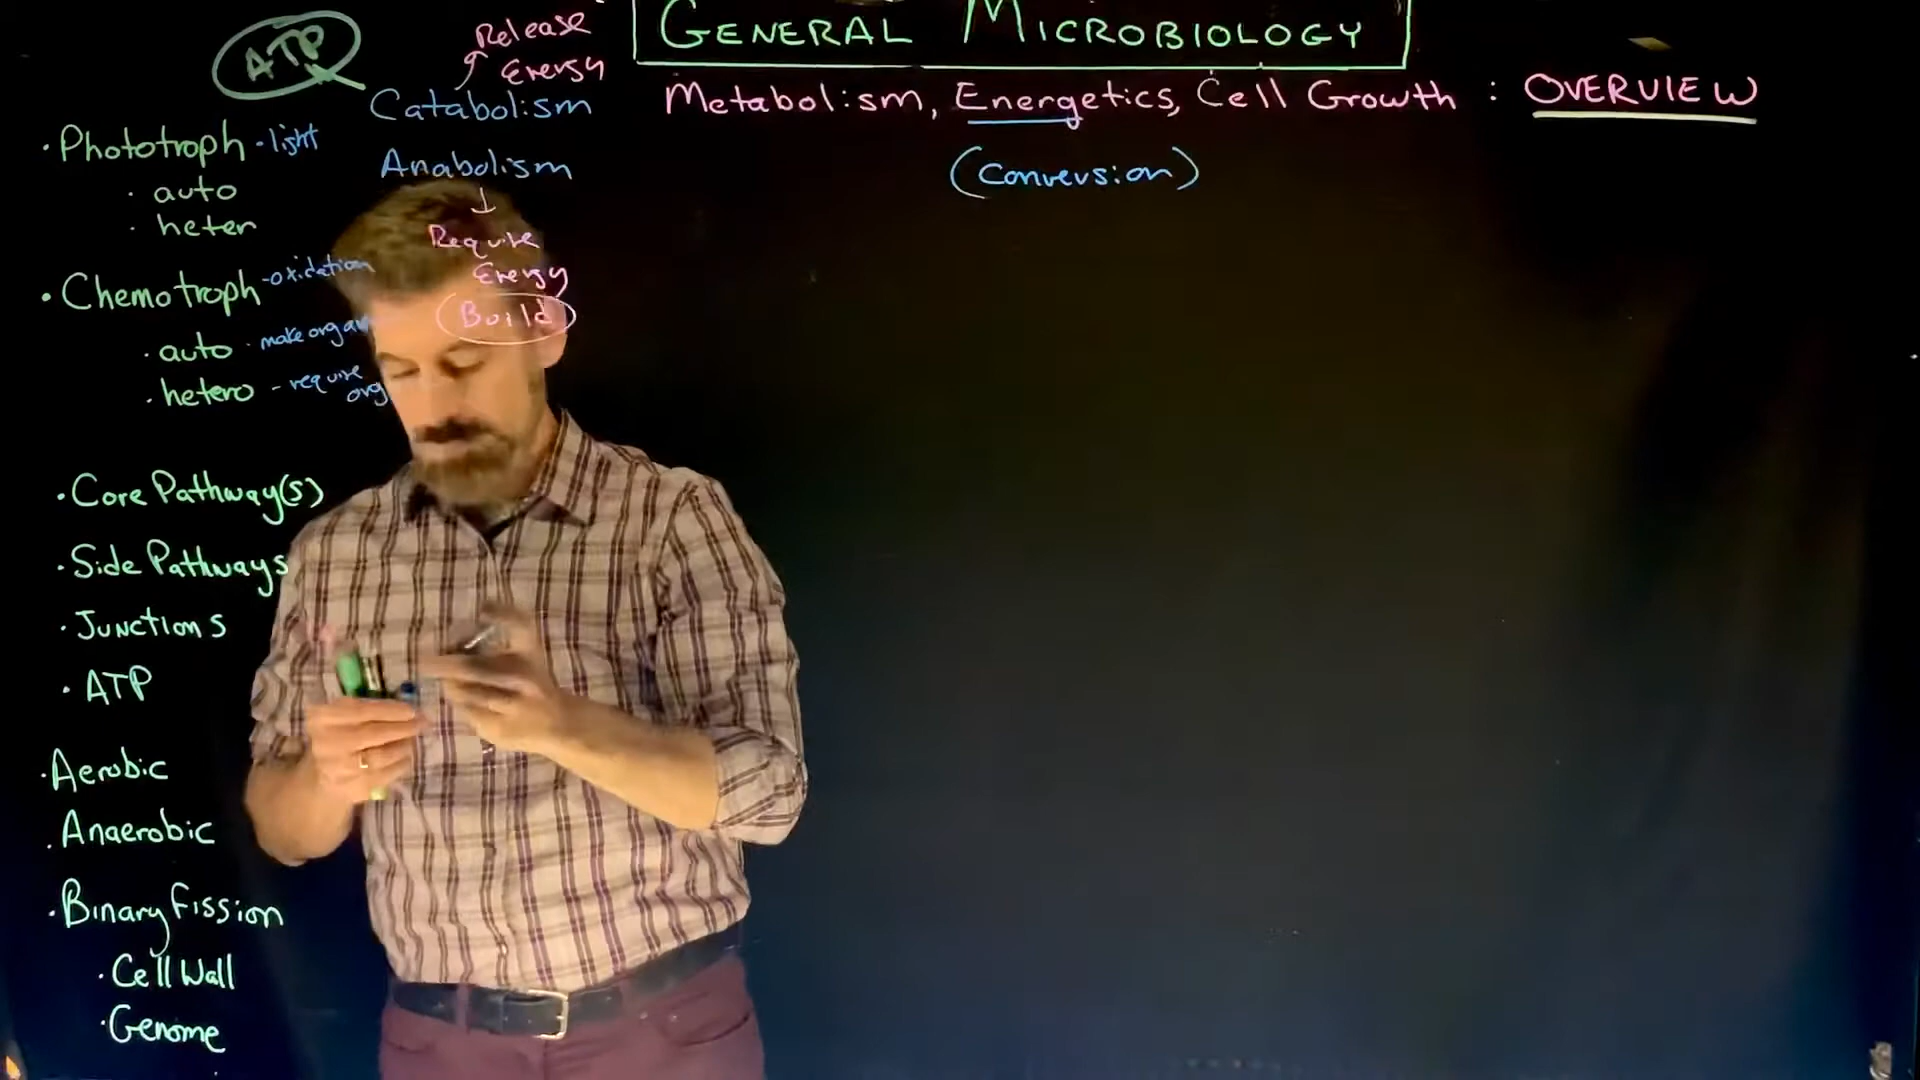 GENERAL MICROBIOLOGY
Metabolism, Energetics, Cell Growth : OVERVIEW
(Conversion)
ATP
Release
Energy
Catabolism
Anabolism
Require
Energy
Build
· Phototroph - light
· auto
· heter
· Chemotroph - oxidation
· auto · make organ
· hetero - require
org
· Core Pathway(s)
· Side Pathways
· Junctions
· ATP
· Aerobic
· Anaerobic
· Binary Fission
· Cell Wall
· Genome